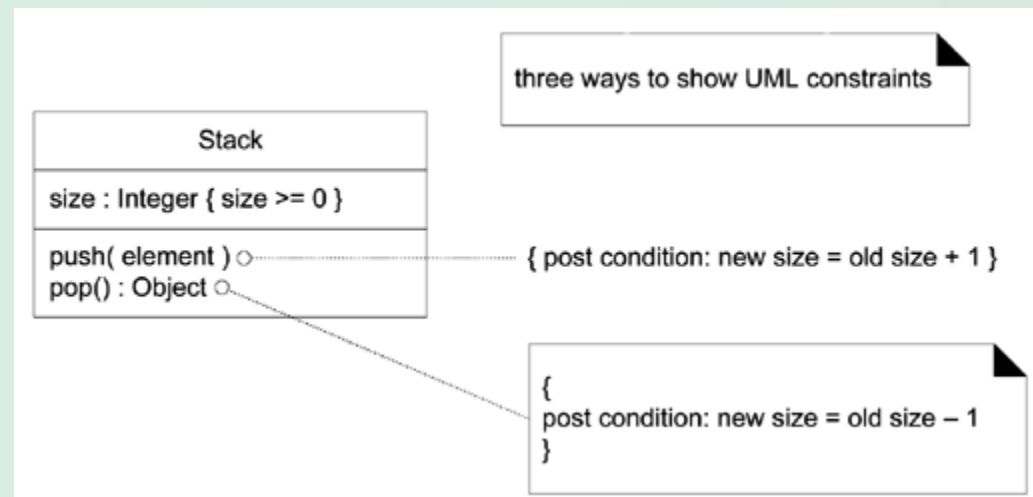 three ways to show UML constraints
Stack
size : Integer { size >= 0 }
push( element )
{ post condition: new size = old size + 1 }
pop() : Object
{
post condition: new size = old size – 1
}